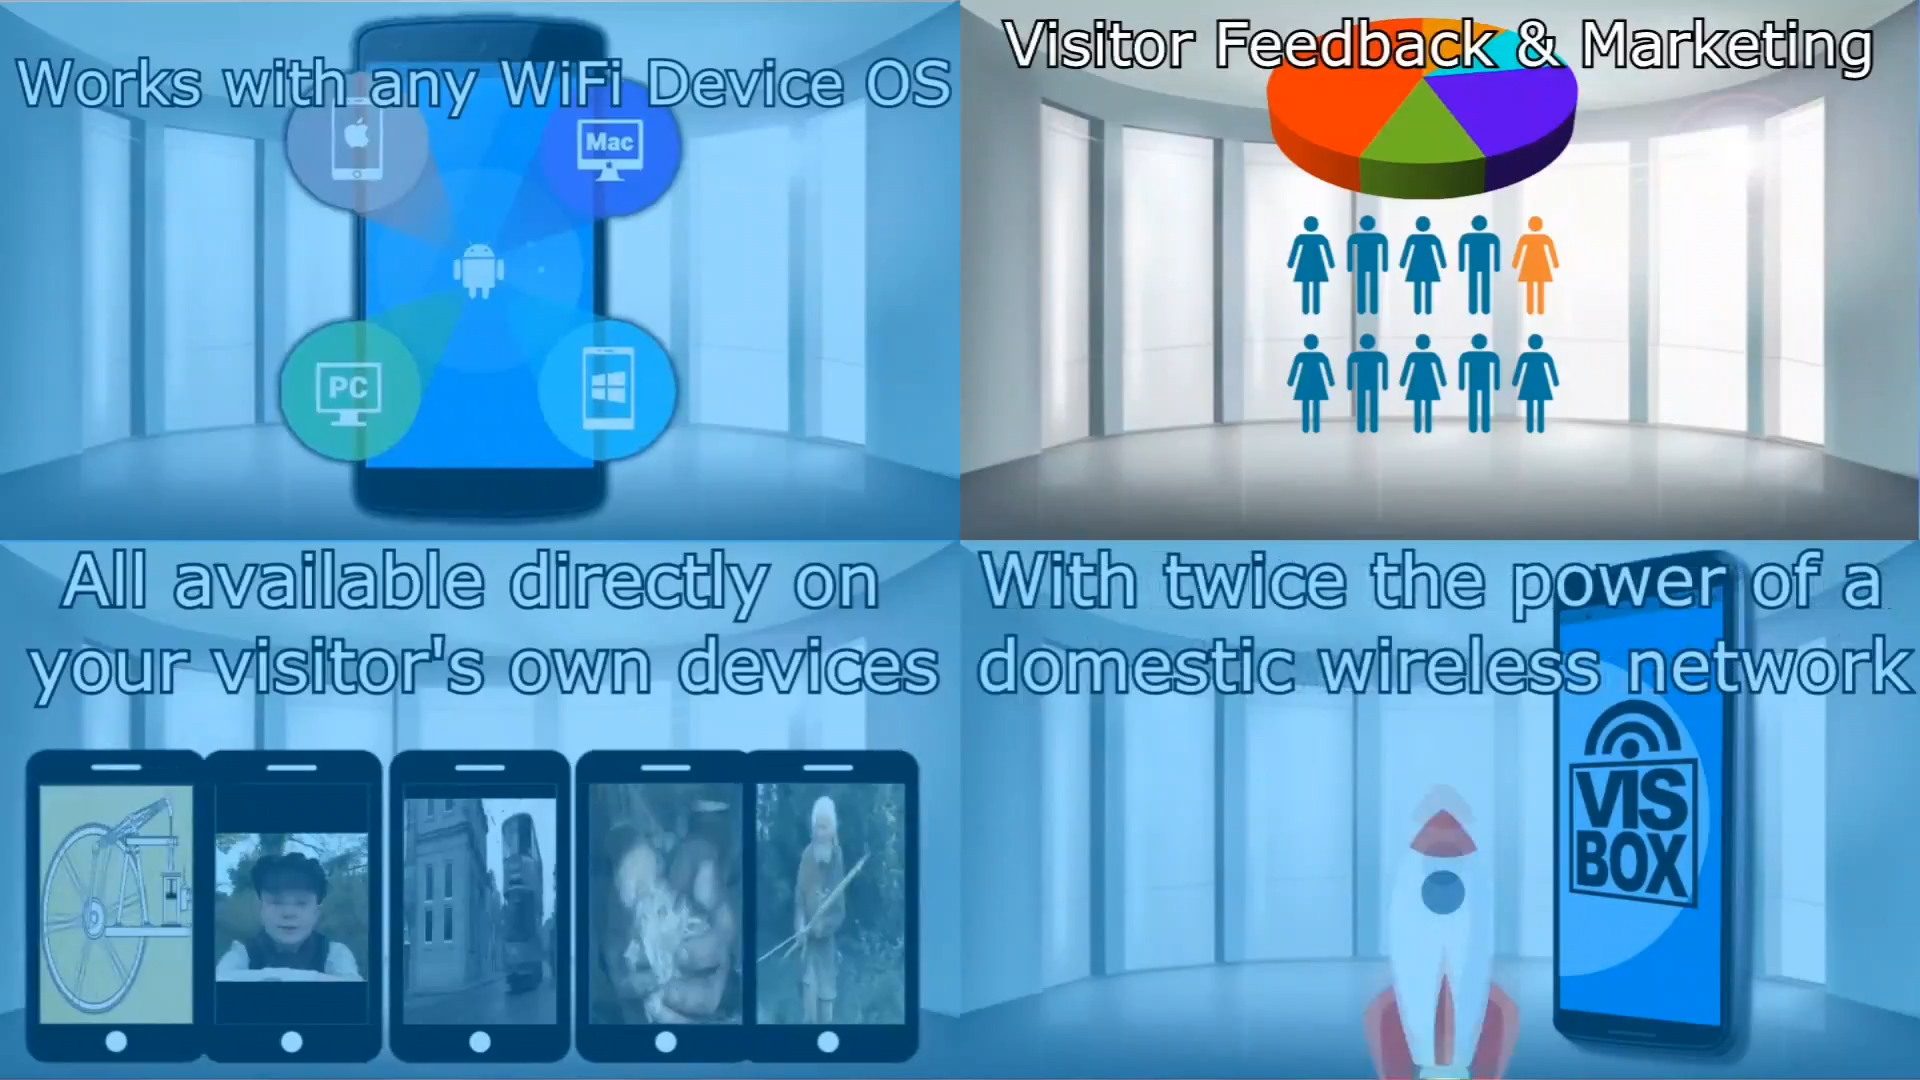 Works with any WiFi Device OS
Mac
PC
Visitor Feedback & Marketing
All available directly on
your visitor's own devices
With twice the power of a
domestic wireless network
VIS
BOX